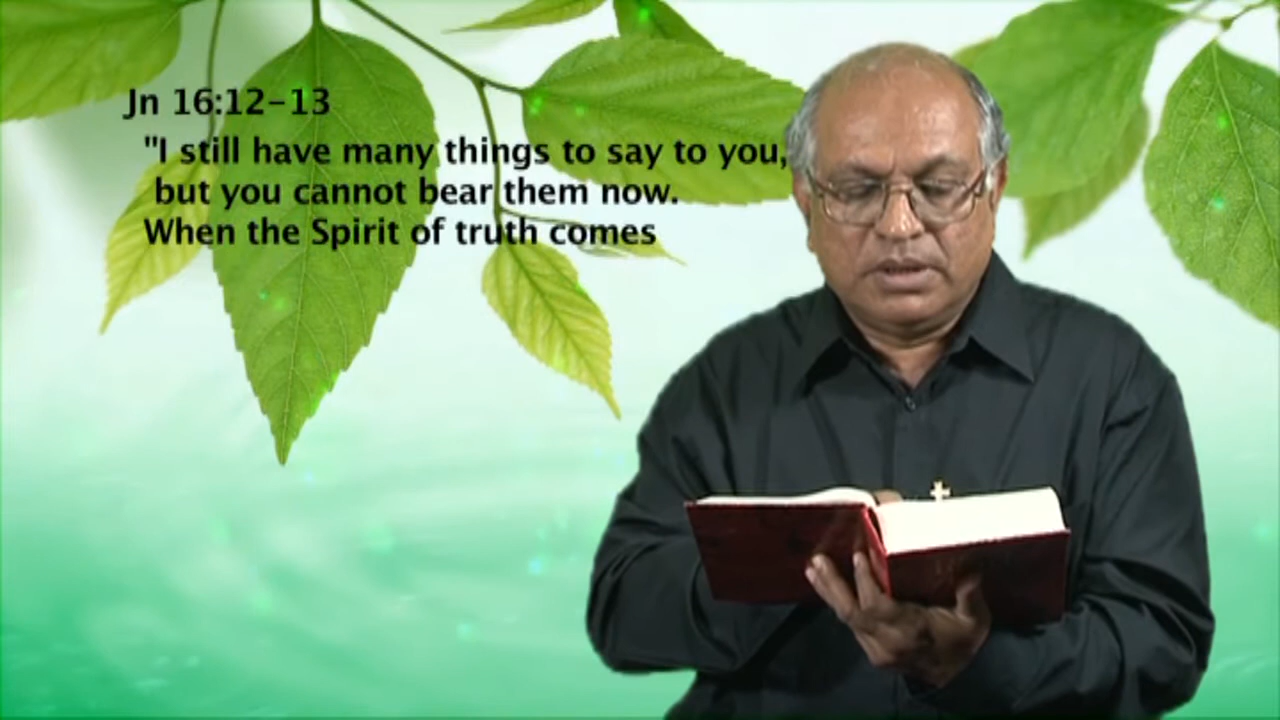 Jn 16:12-13
"I still have many things to say to you,
but you cannot bear them now.
When the Spirit of truth comes